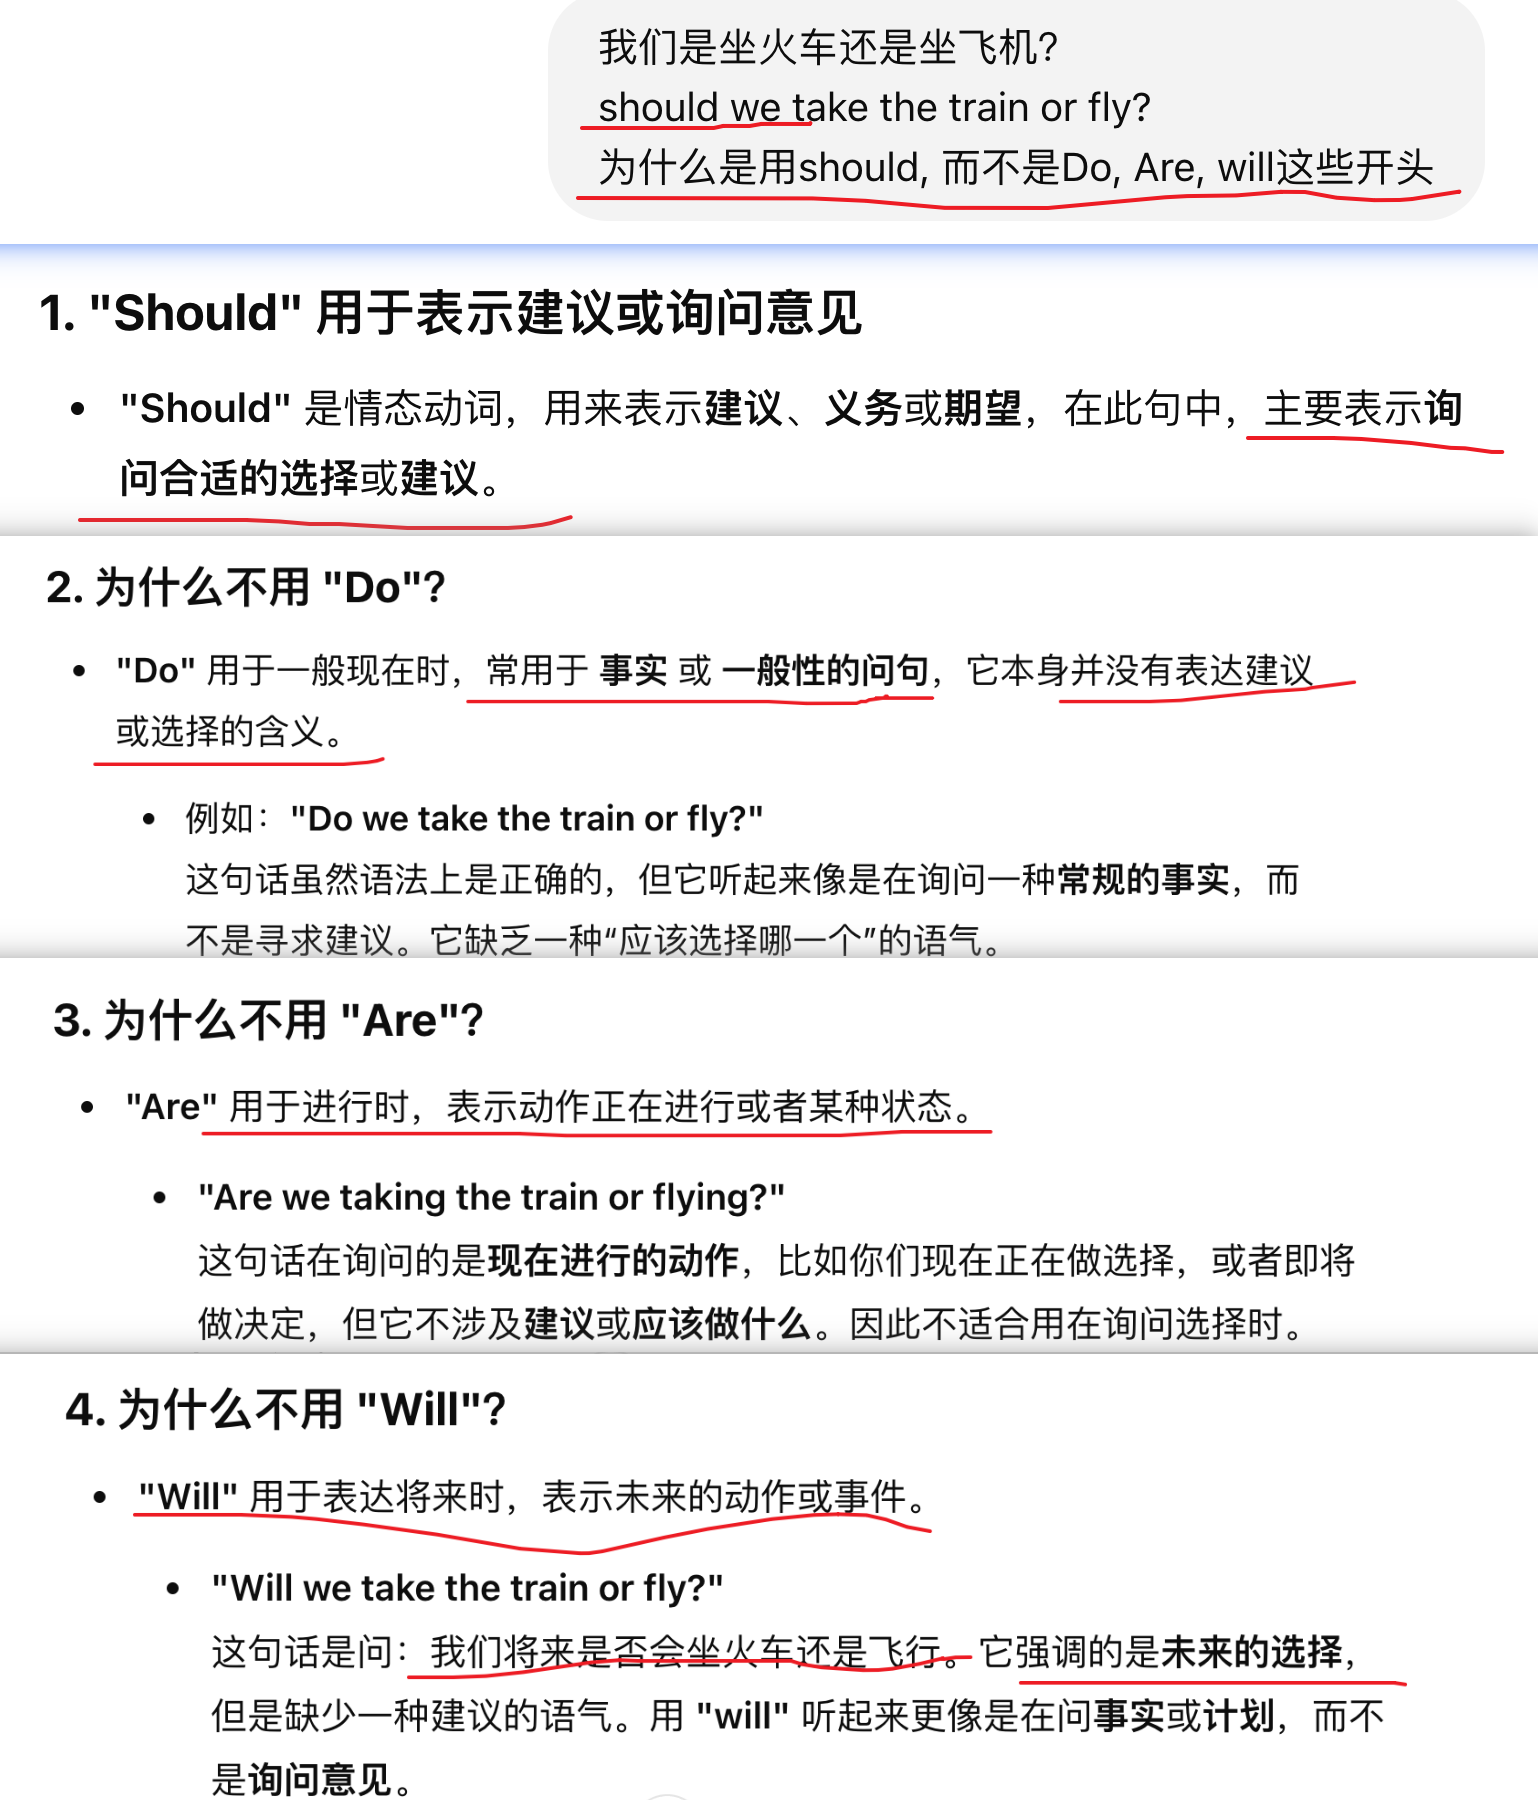 我们是坐火车还是坐飞机?
should we take the train or fly?
为什么是用should, 而不是Do, Are, will这些开头
1. "Should" 用于表示建议或询问意见
• "Should" 是情态动词，用来表示建议、义务或期望，在此句中，主要表示询
问合适的选择或建议。
2. 为什么不用 "Do"?
• "Do" 用于一般现在时，常用于 事实 或 一般性的问句，它本身并没有表达建议
或选择的含义。
• 例如："Do we take the train or fly?"
这句话虽然语法上是正确的，但它听起来像是在询问一种常规的事实，而
不是寻求建议。它缺乏一种“应该选择哪一个”的语气。
3. 为什么不用 "Are"?
• "Are" 用于进行时，表示动作正在进行或者某种状态。
• "Are we taking the train or flying?"
这句话在询问的是现在进行的动作，比如你们现在正在做选择，或者即将
做决定，但它不涉及建议或应该做什么。因此不适合用在询问选择时。
4. 为什么不用 "Will"?
• "Will" 用于表达将来时，表示未来的动作或事件。
• "Will we take the train or fly?"
这句话是问：我们将来是否会坐火车还是飞行。它强调的是未来的选择，
但是缺少一种建议的语气。用 "will" 听起来更像是在问事实或计划，而不
是询问意见。